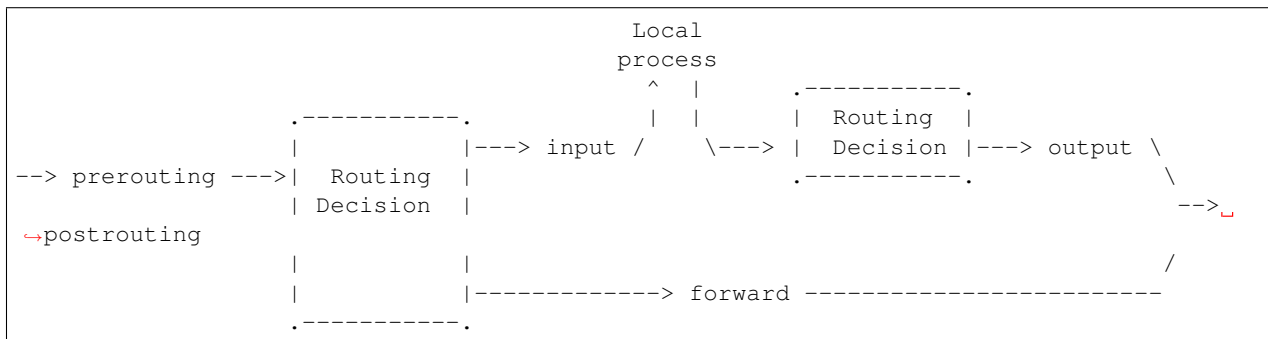 Local
                                                   process
                                                     ^  |       .-----------.
                       .-----------.               |  |       |  Routing  |
                       |             |---> input /    \---> |  Decision |---> output \
--> prerouting --->|  Routing  |                           .-----------.                \
                       | Decision  |                                                           -->␣
↪postrouting
                       |             |                                                          /
                       |             |-------------> forward -------------------------
                       .-----------.